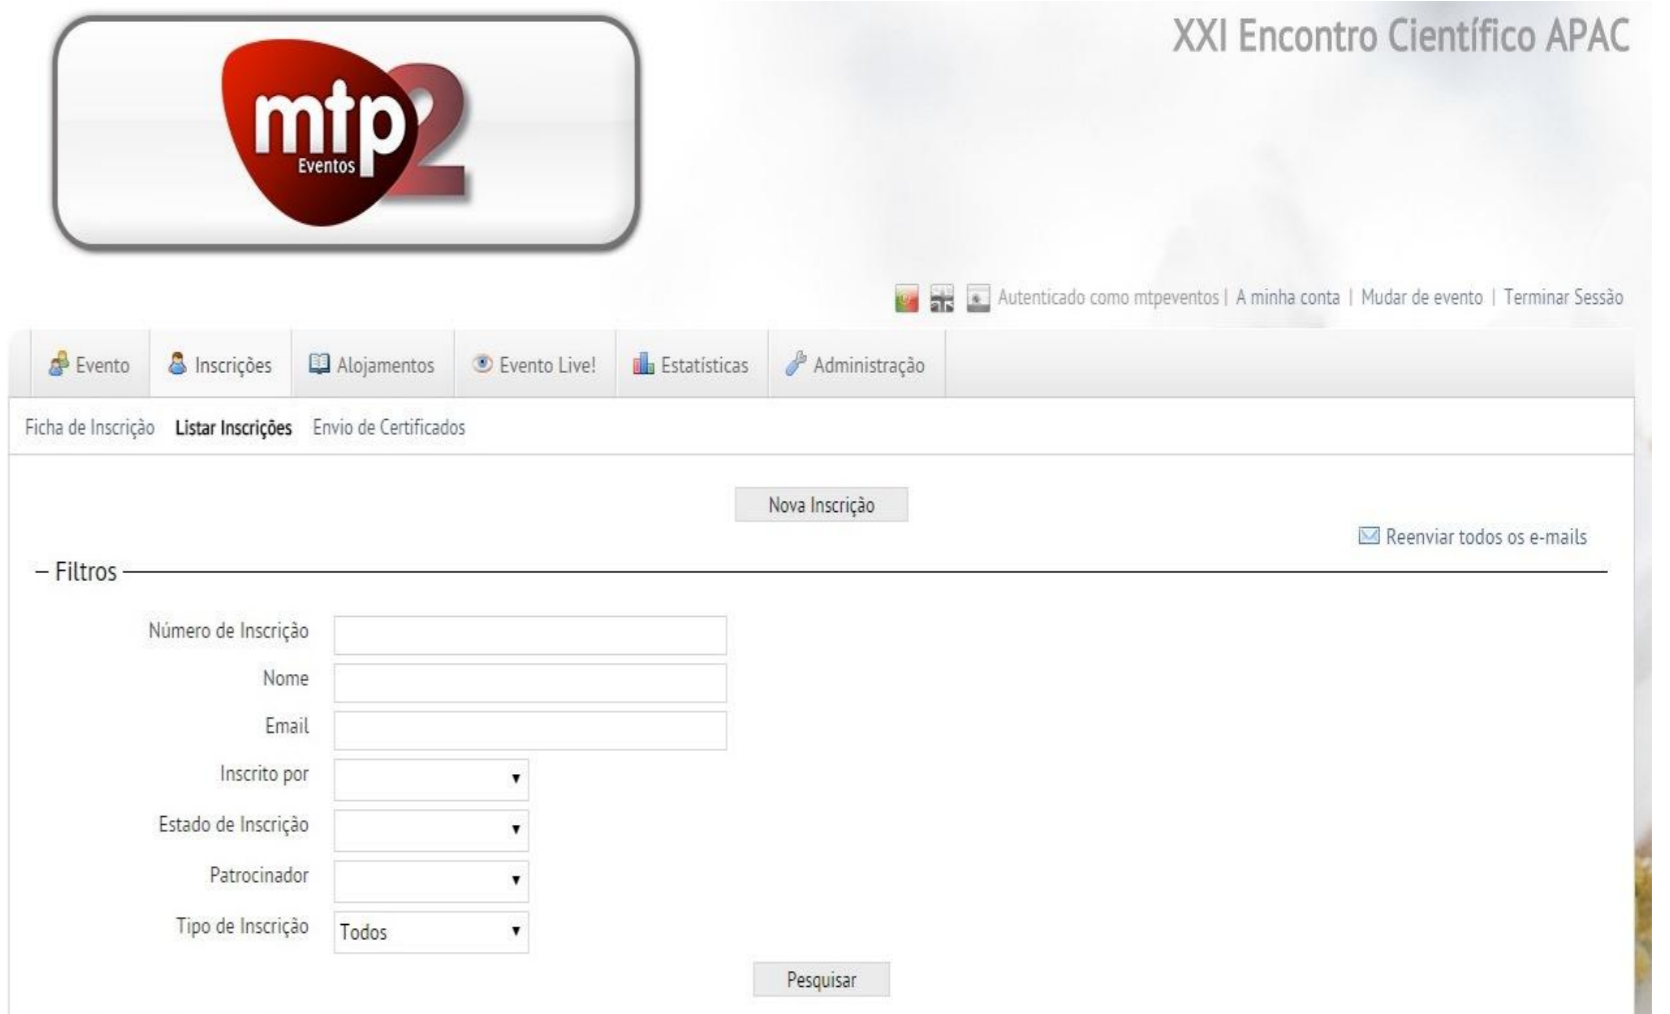 XXI Encontro Científico APAC
mtp2
Eventos
Autenticado como mtpeventos | A minha conta | Mudar de evento | Terminar Sessão
Evento Inscrições Alojamentos Evento Live! Estatísticas Administração
Ficha de Inscrição Listar Inscrições Envio de Certificados
Nova Inscrição
Reenviar todos os e-mails
Filtros
Número de Inscrição
Nome
Email
Inscrito por
Estado de Inscrição
Patrocinador
Tipo de Inscrição Todos
Pesquisar